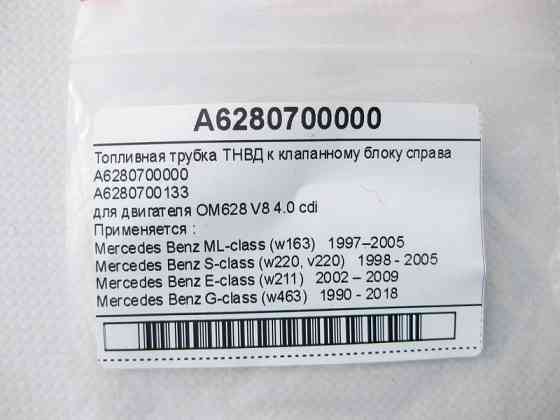 A6280700000
Топливная трубка ТНВД к клапанному блоку справа
A6280700000
A6280700133
для двигателя OM628 V8 4.0 cdi
Применяется :
Mercedes Benz ML-class (w163) 1997–2005
Mercedes Benz S-class (w220, v220) 1998 - 2005
Mercedes Benz E-class (w211) 2002 – 2009
Mercedes Benz G-class (w463) 1990 - 2018